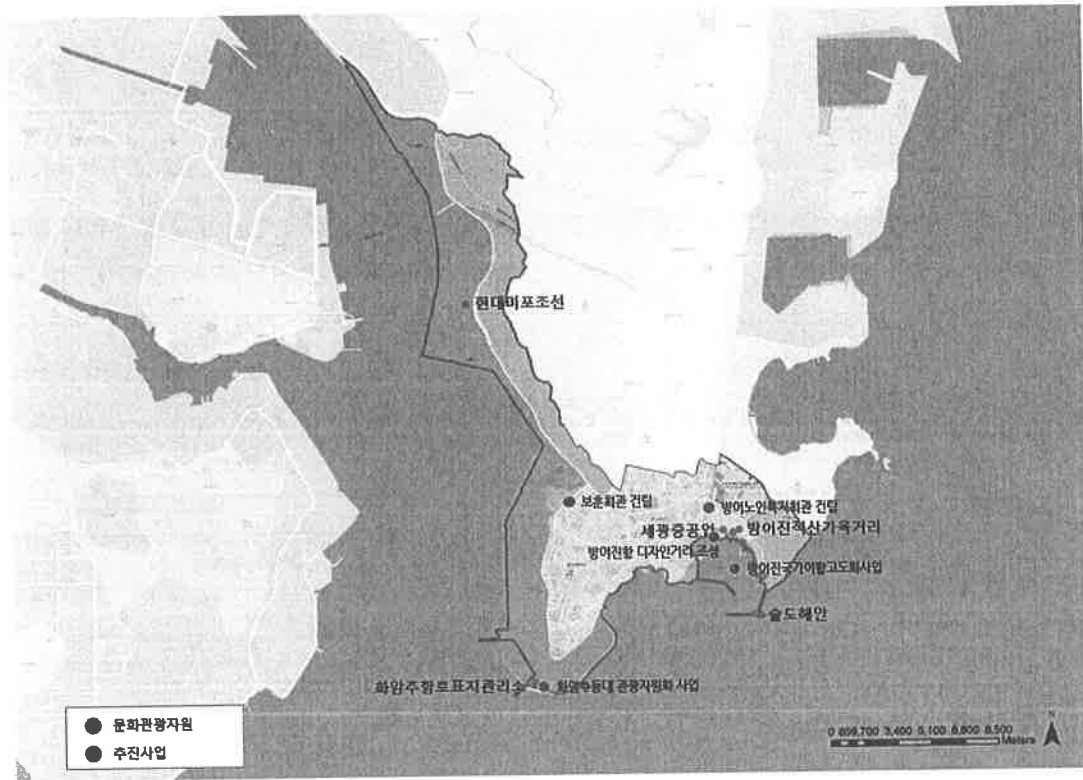 현대미포조선
보훈회관 건립
방어노인복지회관 건립
세광중공업
방어진적산가옥거리
방어진항 디자인거리 조성
방어진국가어항고도화사업
슬도해안
화암추항로표지관리소
화암추등대 관광자원화 사업
문화관광자원
추진사업
N
Meters